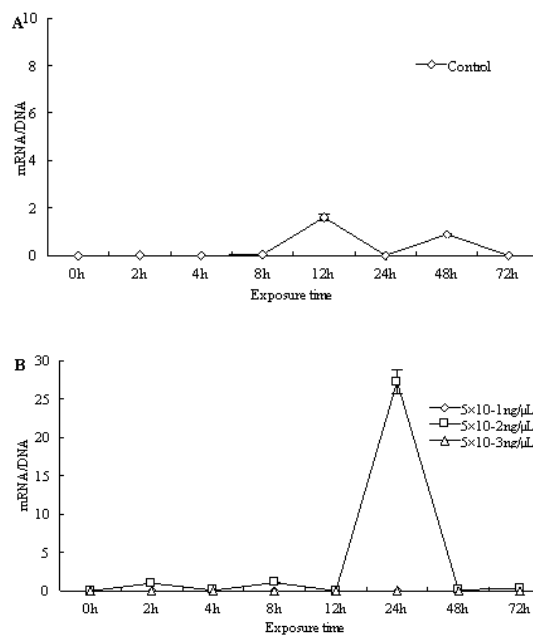 A
10
8
6
4
2
0
mRNA/DNA
Control
0h 2h 4h 8h 12h 24h 48h 72h
Exposure time
B
30
25
20
15
10
5
0
mRNA/DNA
5×10-1ng/μL
5×10-2ng/μL
5×10-3ng/μL
0h 2h 4h 8h 12h 24h 48h 72h
Exposure time